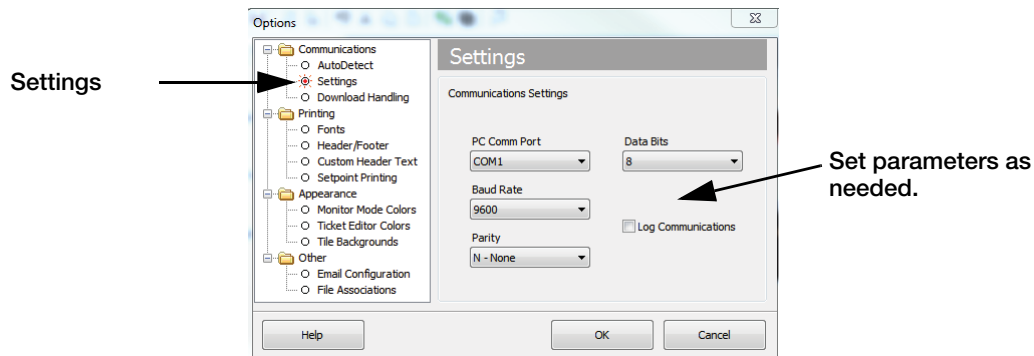 Options
Communications
AutoDetect
Settings
Download Handling
Printing
Fonts
Header/Footer
Custom Header Text
Setpoint Printing
Appearance
Monitor Mode Colors
Ticket Editor Colors
Tile Backgrounds
Other
Email Configuration
File Associations
Settings
Settings
Communications Settings
PC Comm Port
COM1
Baud Rate
9600
Parity
N - None
Data Bits
8
Log Communications
Set parameters as
needed.
Help
OK
Cancel